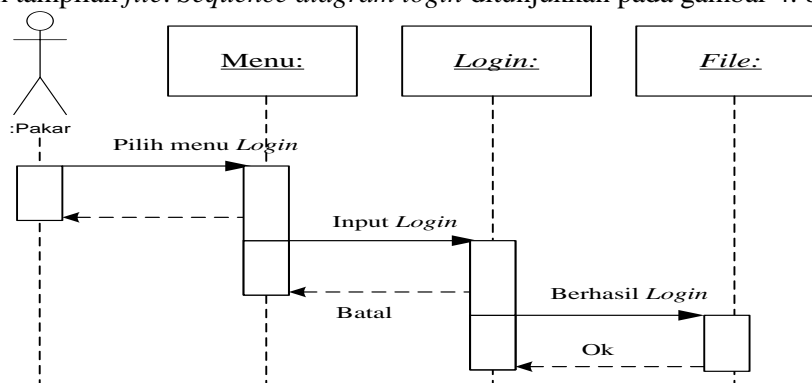 tampilan file. Sequence diagram login ditunjukkan pada gambar 4.
Menu:
Login:
File:
:Pakar
Pilih menu Login
Input Login
Batal
Berhasil Login
Ok